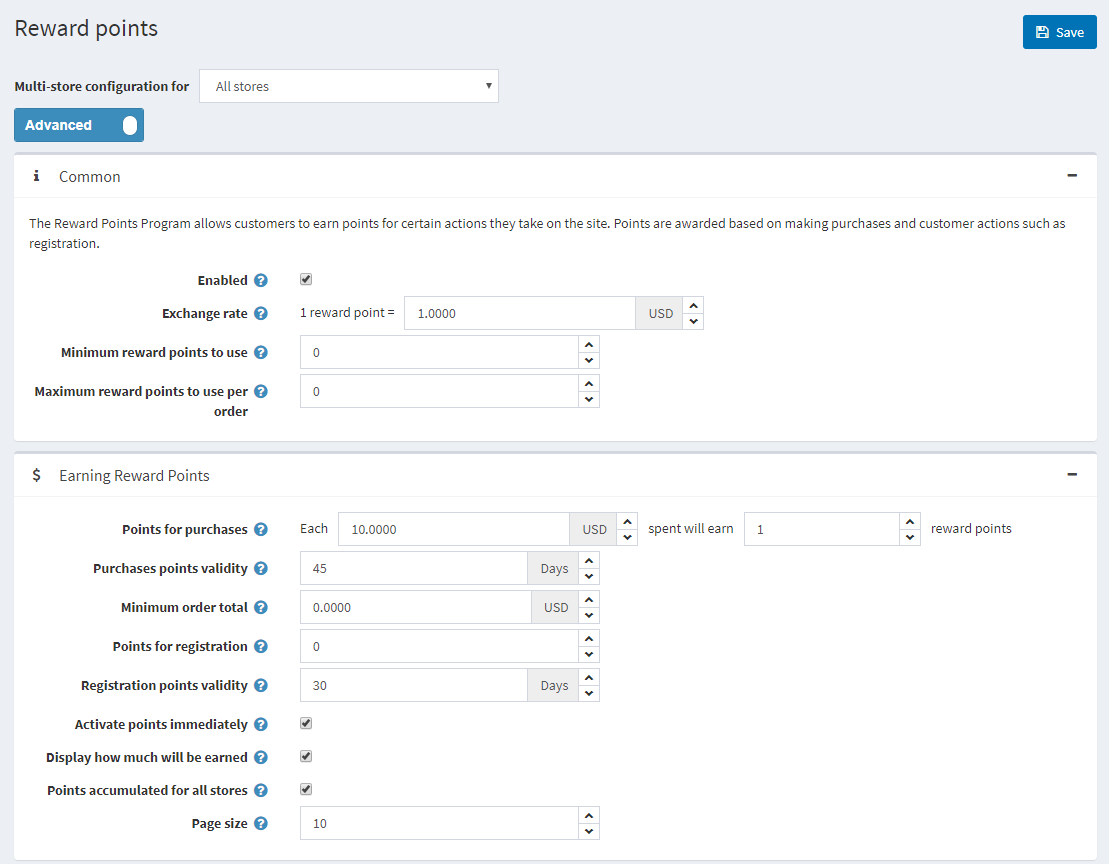 Reward points
Save
Multi-store configuration for All stores
Advanced
Common
The Reward Points Program allows customers to earn points for certain actions they take on the site. Points are awarded based on making purchases and customer actions such as
registration.
Enabled
Exchange rate 1 reward point = 1.0000 USD
Minimum reward points to use 0
Maximum reward points to use per 0
order
$ Earning Reward Points
Points for purchases Each 10.0000 USD spent will earn 1 reward points
Purchases points validity 45 Days
Minimum order total 0.0000 USD
Points for registration 0
Registration points validity 30 Days
Activate points immediately
Display how much will be earned
Points accumulated for all stores
Page size 10